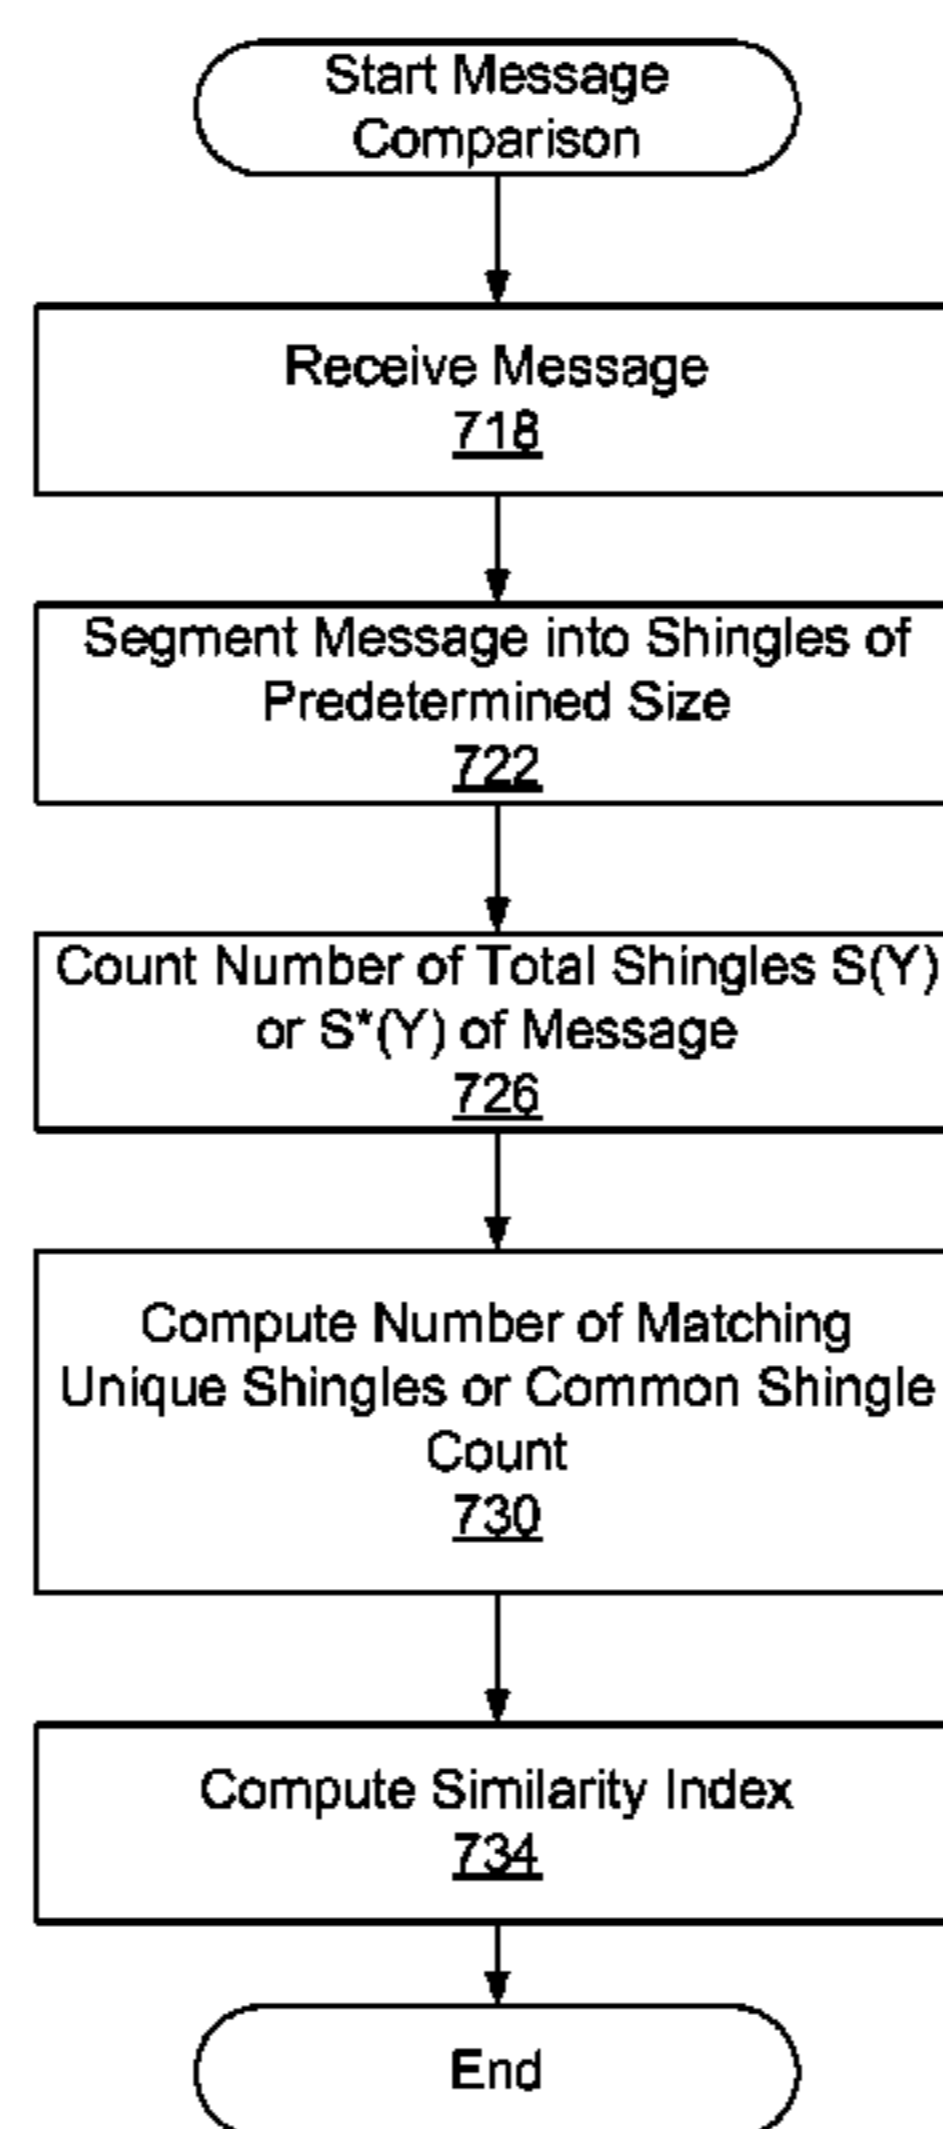 Start Message
Comparison
Receive Message
718
Segment Message into Shingles of
Predetermined Size
722
Count Number of Total Shingles S(Y)
or S*(Y) of Message
726
Compute Number of Matching
Unique Shingles or Common Shingle
Count
730
Compute Similarity Index
734
End